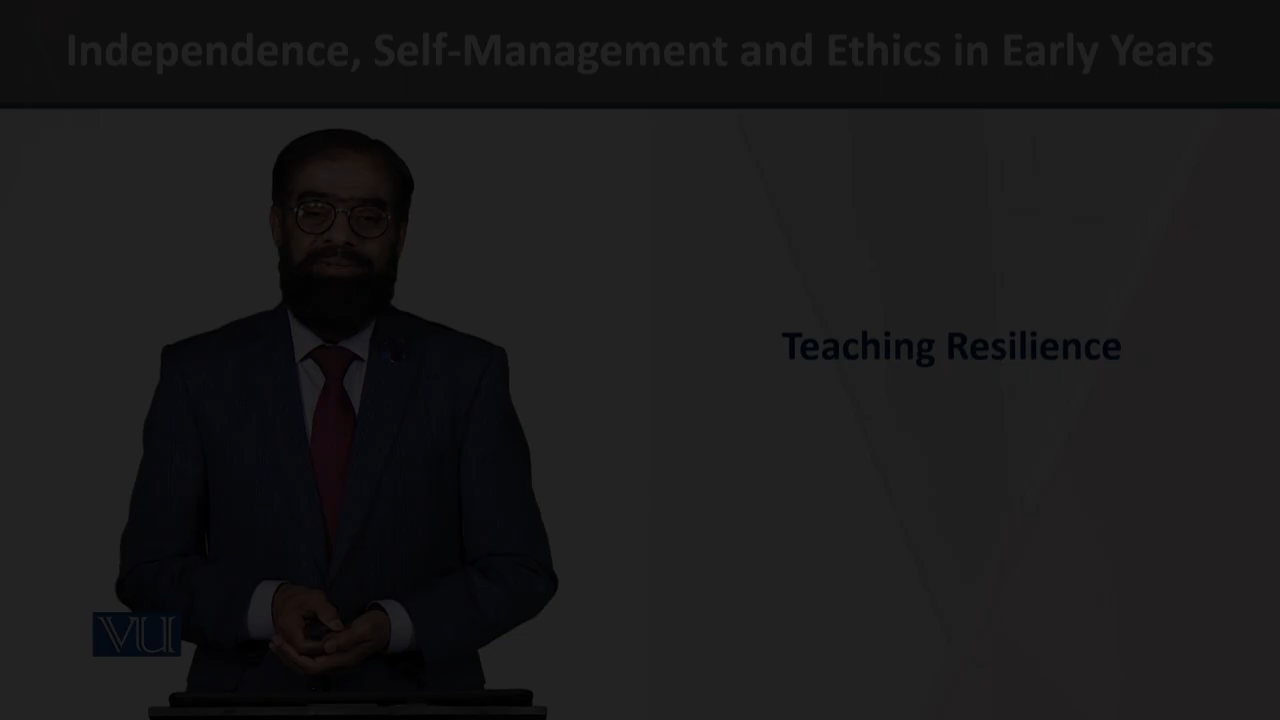 Independence, Self-Management and Ethics in Early Years
Teaching Resilience
VU